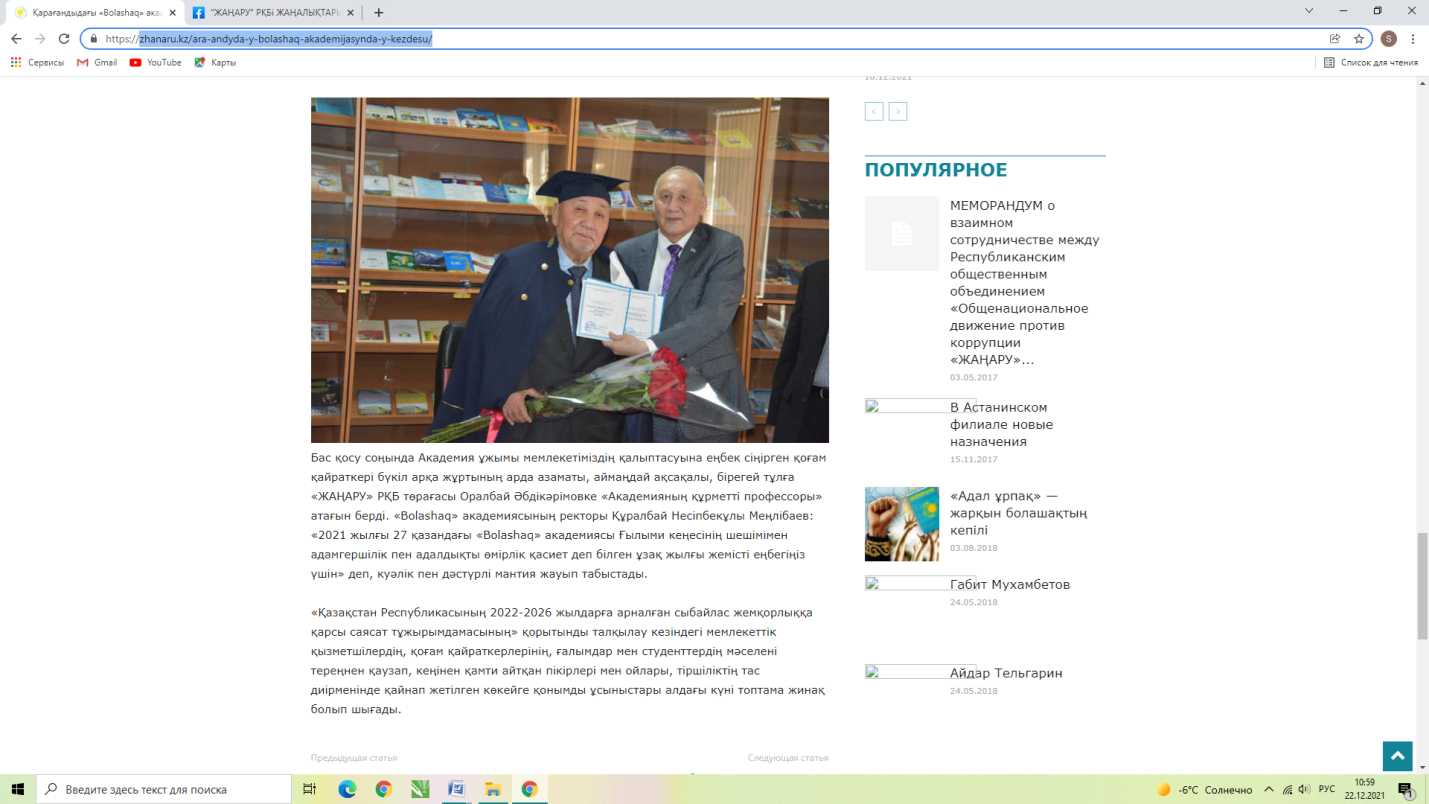 Қарағандыдағы «Bolashaq» ака
"ЖАҢАРУ" РҚБі ЖАҢАЛЫҚТАР
https://zhanaru.kz/ara-andyda-y-bolashaq-akademijasynda-y-kezdesu/
S
Сервисы
Gmail
YouTube
Карты
Список для чтения
16.12.2021
ПОПУЛЯРНОЕ
МЕМОРАНДУМ о
взаимном
сотрудничестве между
Республиканским
общественным
объединением
«Общенациональное
движение против
коррупции
«ЖАҢАРУ»...
03.05.2017
В Астанинском
филиале новые
назначения
15.11.2017
«Адал ұрпақ» —
жарқын болашақтың
кепілі
03.08.2018
Габит Мухамбетов
24.05.2018
Айдар Тельгарин
24.05.2018
Бас қосу соңында Академия ұжымы мемлекетіміздің қалыптасуына еңбек сіңірген қоғам
қайраткері бүкіл арқа жұртының арда азаматы, аймаңдай ақсақалы, бірегей тұлға
«ЖАҢАРУ» РҚБ төрағасы Оралбай Әбдікәрімовке «Академияның құрметті профессоры»
атағын берді. «Bolashaq» академиясының ректоры Құралбай Несіпбекұлы Меңлібаев:
«2021 жылғы 27 қазандағы «Bolashaq» академиясы Ғылыми кеңесінің шешімімен
адамгершілік пен адалдықты өмірлік қасиет деп білген ұзақ жылғы жемісті еңбегіңіз
үшін» деп, куәлік пен дәстүрлі мантия жауып табыстады.
«Қазақстан Республикасының 2022-2026 жылдарға арналған сыбайлас жемқорлыққа
қарсы саясат тұжырымдамасының» қорытынды талқылау кезіндегі мемлекеттік
қызметшілердің, қоғам қайраткерлерінің, ғалымдар мен студенттердің мәселені
тереңнен қаузап, кеңінен қамти айтқан пікірлері мен ойлары, тіршіліктің тас
диірменінде қайнап жетілген көкейге қонымды ұсыныстары алдағы күні топтама жинақ
болып шығады.
Предыдущая статья
Следующая статья
Введите здесь текст для поиска
-6°C Солнечно
РУС
10:59
22.12.2021
1